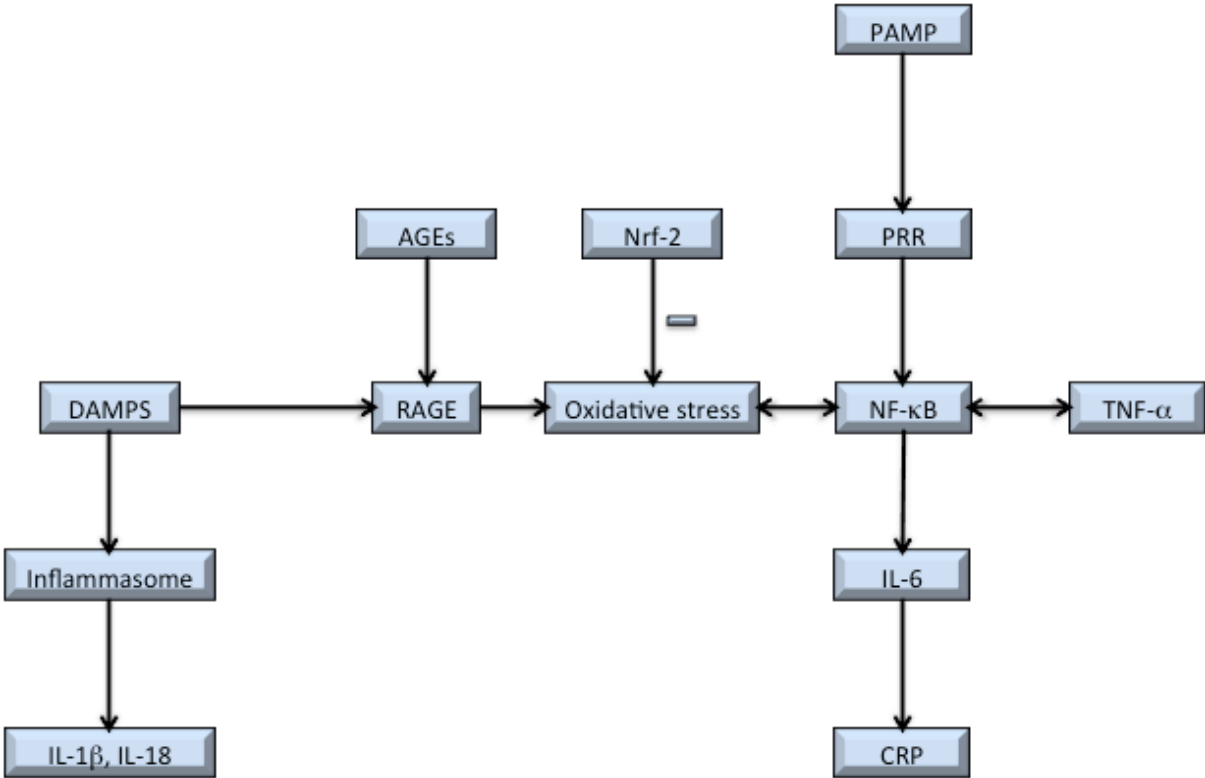 PAMP
AGEs
Nrf-2
PRR
DAMPS
RAGE
Oxidative stress
NF-κB
TNF-α
Inflammasome
IL-6
IL-1β, IL-18
CRP